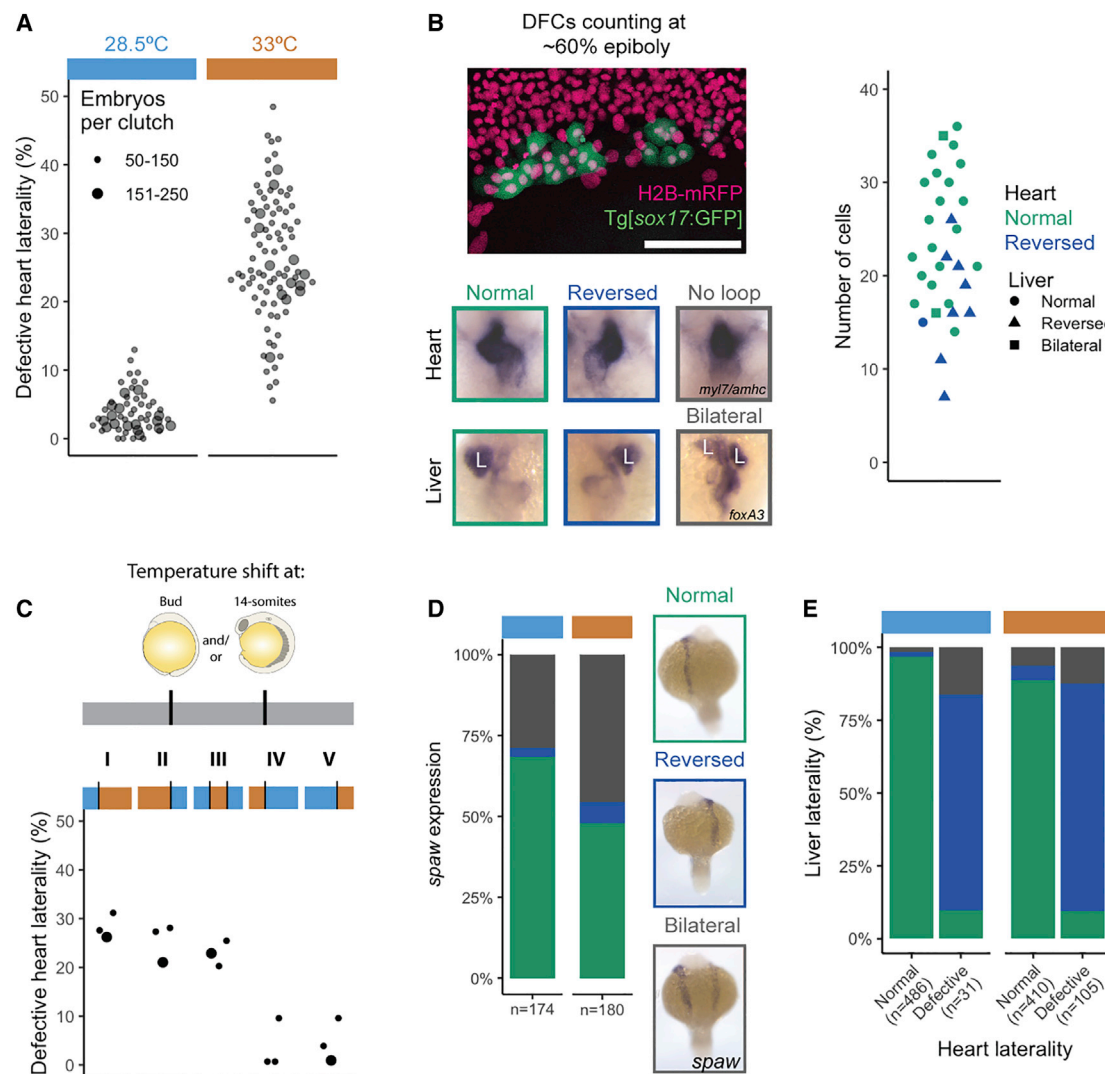 A
28.5ºC
33ºC
Embryos
per clutch
50-150
151-250
Defective heart laterality (%)
50
40
30
20
10
0
B
DFCs counting at
~60% epiboly
H2B-mRFP
Tg[sox17:GFP]
Normal
Reversed
No loop
Heart
myl7/amhc
Bilateral
Liver
L
L
L
L
foxA3
Number of cells
40
30
20
10
0
Heart
Normal
Reversed
Liver
Normal
Reversed
Bilateral
C
Temperature shift at:
Bud
14-somites
and/
or
I
II
III
IV
V
Defective heart laterality (%)
50
40
30
20
10
0
D
spaw expression
100%
75%
50%
25%
0%
n=174
n=180
Normal
Reversed
Bilateral
spaw
E
Liver laterality (%)
100%
75%
50%
25%
0%
Normal
(n=486)
Defective
(n=31)
Normal
(n=410)
Defective
(n=105)
Heart laterality